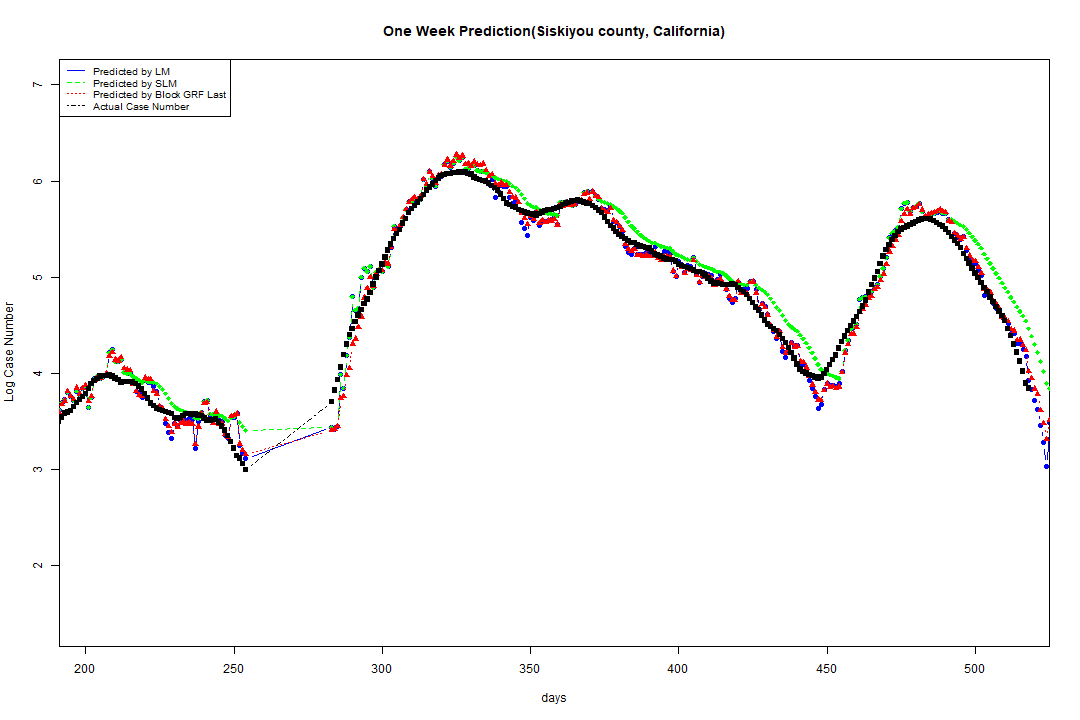 One Week Prediction(Siskiyou county, California)
Predicted by LM
Predicted by SLM
Predicted by Block GRF Last
Actual Case Number
7
6
5
4
3
2
Log Case Number
200 250 300 350 400 450 500
days